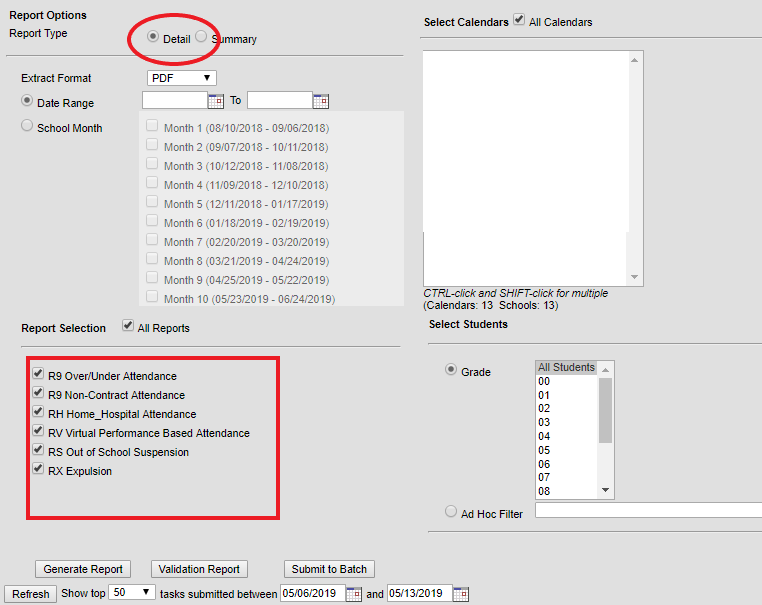 Report Options
Report Type
Detail
Summary
Extract Format
PDF
Date Range
To
School Month
Month 1 (08/10/2018 - 09/06/2018)
Month 2 (09/07/2018 - 10/11/2018)
Month 3 (10/12/2018 - 11/08/2018)
Month 4 (11/09/2018 - 12/10/2018)
Month 5 (12/11/2018 - 01/17/2019)
Month 6 (01/18/2019 - 02/19/2019)
Month 7 (02/20/2019 - 03/20/2019)
Month 8 (03/21/2019 - 04/24/2019)
Month 9 (04/25/2019 - 05/22/2019)
Month 10 (05/23/2019 - 06/24/2019)
Report Selection
All Reports
R9 Over/Under Attendance
R9 Non-Contract Attendance
RH Home_Hospital Attendance
RV Virtual Performance Based Attendance
RS Out of School Suspension
RX Expulsion
Select Calendars
All Calendars
CTRL-click and SHIFT-click for multiple
(Calendars: 13 Schools: 13)
Select Students
Grade
All Students
00
01
02
03
04
05
06
07
08
Ad Hoc Filter
Generate Report
Validation Report
Submit to Batch
Refresh
Show top 50 tasks submitted between 05/06/2019 and 05/13/2019